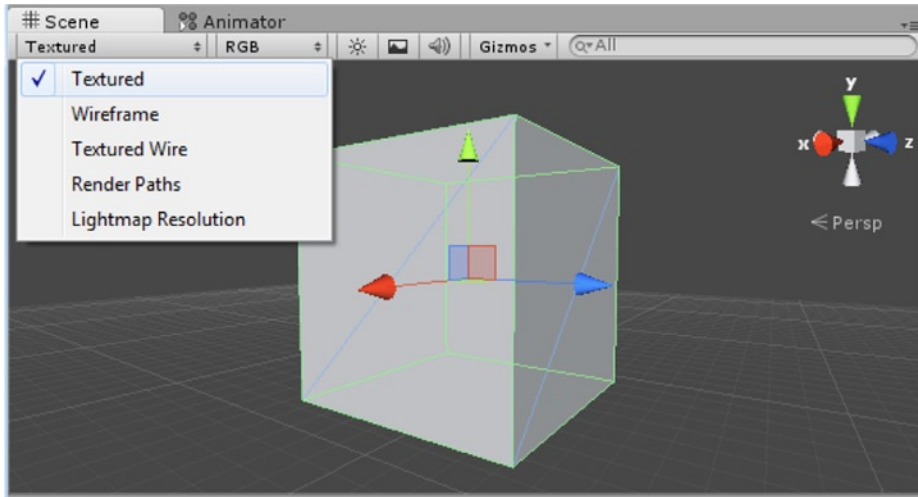 Scene Animator
Textured RGB Gizmos All
Textured
Wireframe
Textured Wire
Render Paths
Lightmap Resolution
y
x z
Persp